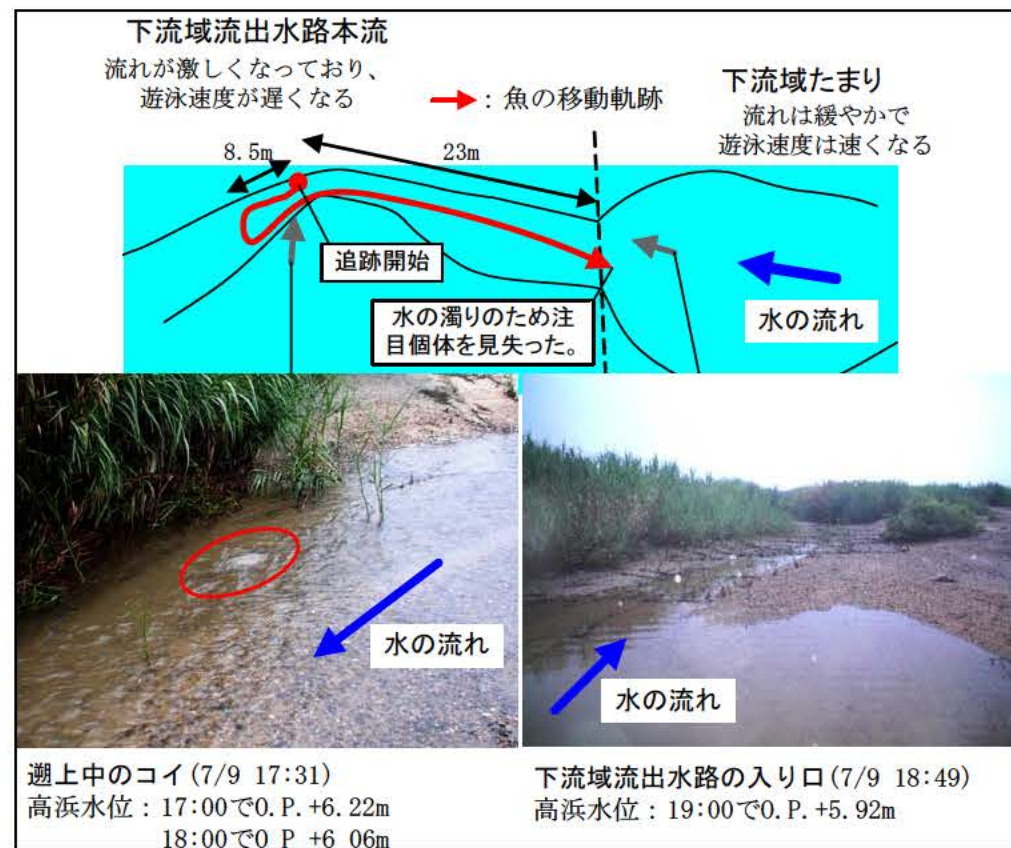 下流域流出水路本流
流れが激しくなっており、
遊泳速度が遅くなる
→：魚の移動軌跡
下流域たまり
流れは緩やかで
遊泳速度は速くなる
8.5m
23m
追跡開始
水の濁りのため注
目個体を見失った。
水の流れ
水の流れ
水の流れ
遡上中のコイ(7/9 17:31)
高浜水位：17:00でO.P.+6.22m
18:00でO P +6 06m
下流域流出水路の入り口(7/9 18:49)
高浜水位：19:00でO.P.+5.92m